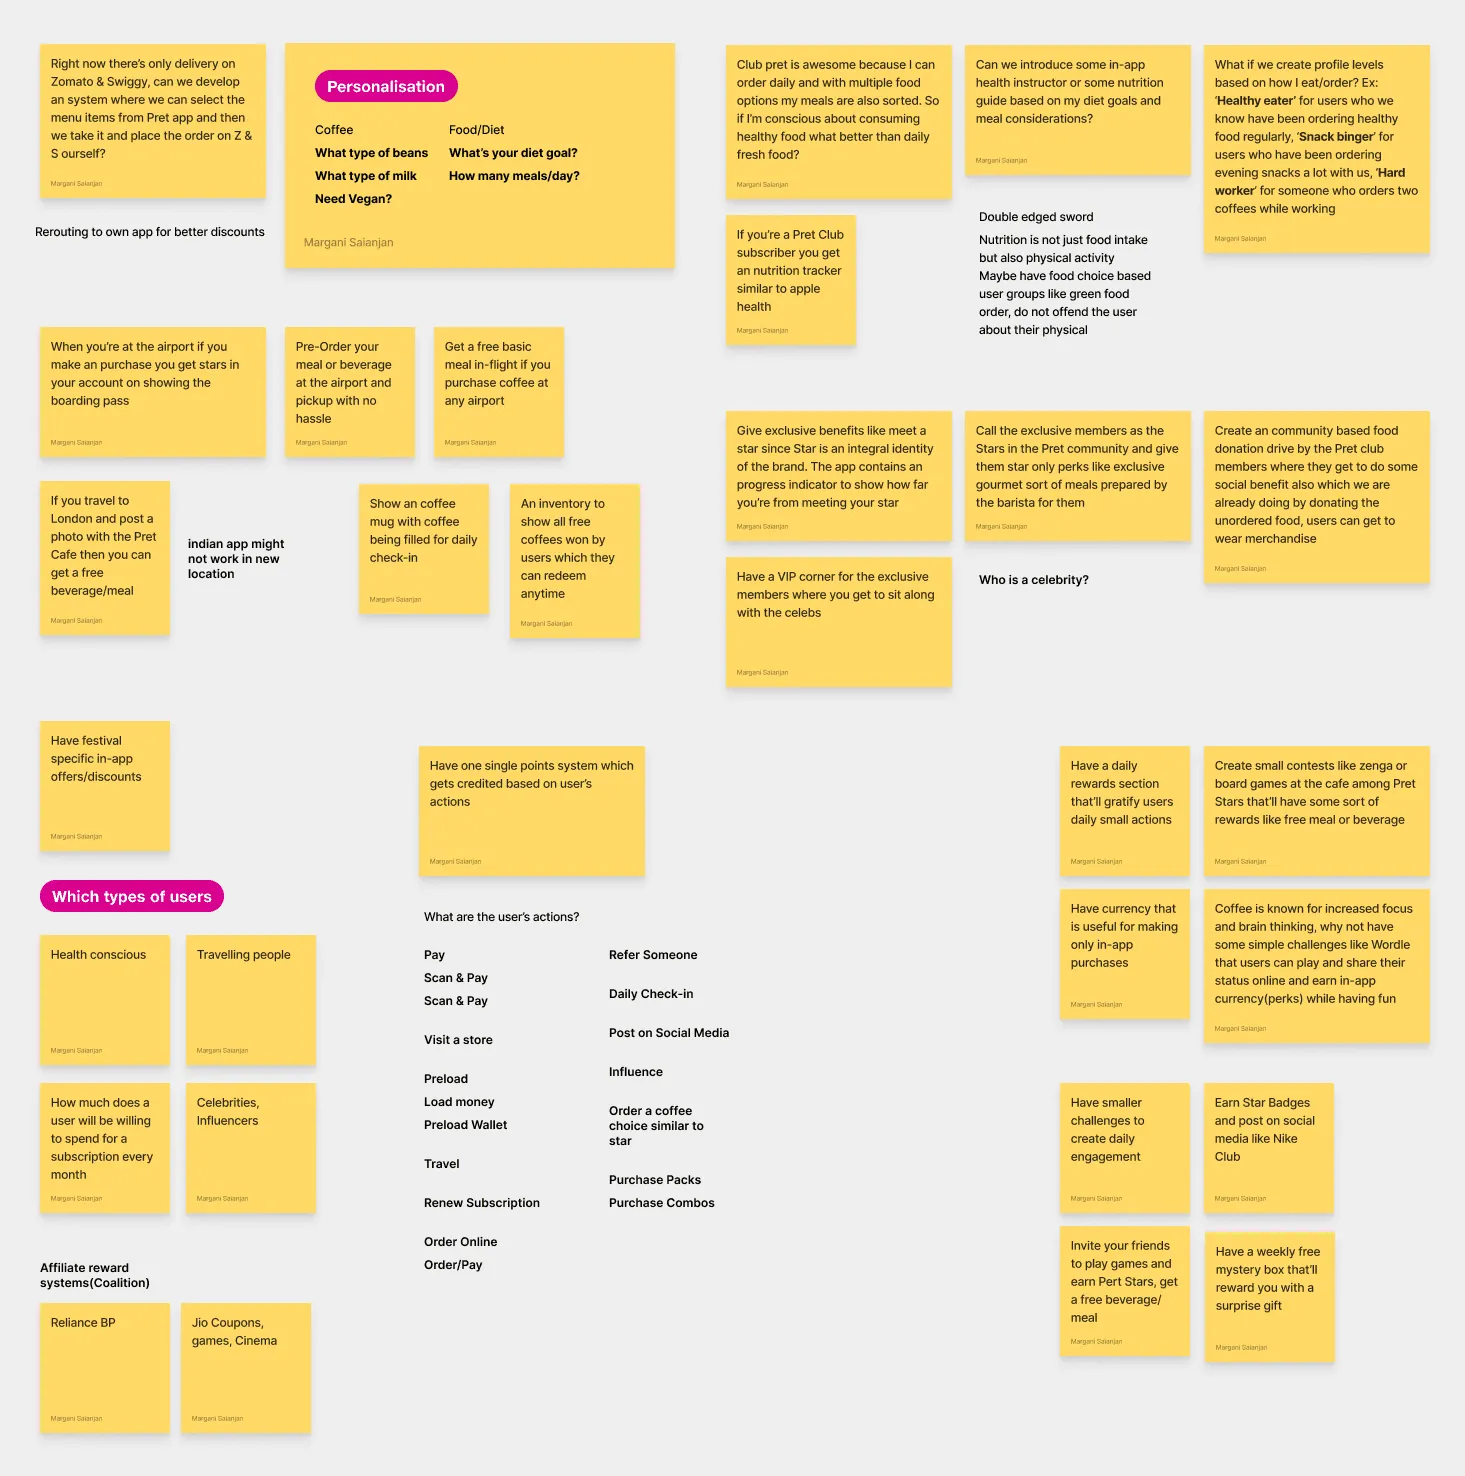 Right now there's only delivery on
Zomato & Swiggy, can we develop
an system where we can select the
menu items from Pret app and then
we take it and place the order on Z &
S ourself?
Margani Saianjan
Rerouting to own app for better discounts
Personalisation
Coffee
What type of beans
What type of milk
Need Vegan?
Food/Diet
What's your diet goal?
How many meals/day?
Margani Saianjan
Club pret is awesome because I can
order daily and with multiple food
options my meals are also sorted. So
if I'm conscious about consuming
healthy food what better than daily
fresh food?
Margani Saianjan
Can we introduce some in-app
health instructor or some nutrition
guide based on my diet goals and
meal considerations?
Margani Saianjan
What if we create profile levels
based on how I eat/order? Ex:
'Healthy eater' for users who we
know have been ordering healthy
food regularly, 'Snack binger' for
users who have been ordering
evening snacks a lot with us, 'Hard
worker' for someone who orders two
coffees while working
Margani Saianjan
If you're a Pret Club
subscriber you get
an nutrition tracker
similar to apple
health
Margani Saianjan
Double edged sword
Nutrition is not just food intake
but also physical activity
Maybe have food choice based
user groups like green food
order, do not offend the user
about their physical
When you're at the airport if you
make an purchase you get stars in
your account on showing the
boarding pass
Margani Saianjan
Pre-Order your
meal or beverage
at the airport and
pickup with no
hassle
Margani Saianjan
Get a free basic
meal in-flight if you
purchase coffee at
any airport
Margani Saianjan
If you travel to
London and post a
photo with the Pret
Cafe then you can
get a free
beverage/meal
Margani Saianjan
indian app might
not work in new
location
Show an coffee
mug with coffee
being filled for daily
check-in
Margani Saianjan
An inventory to
show all free
coffees won by
users which they
can redeem
anytime
Margani Saianjan
Give exclusive benefits like meet a
star since Star is an integral identity
of the brand. The app contains an
progress indicator to show how far
you're from meeting your star
Margani Saianjan
Call the exclusive members as the
Stars in the Pret community and give
them star only perks like exclusive
gourmet sort of meals prepared by
the barista for them
Margani Saianjan
Create an community based food
donation drive by the Pret club
members where they get to do some
social benefit also which we are
already doing by donating the
unordered food, users can get to
wear merchandise
Margani Saianjan
Have a VIP corner for the exclusive
members where you get to sit along
with the celebs
Margani Saianjan
Who is a celebrity?
Have festival
specific in-app
offers/discounts
Margani Saianjan
Which types of users
Health conscious
Margani Saianjan
Travelling people
Margani Saianjan
How much does a
user will be willing
to spend for a
subscription every
month
Margani Saianjan
Celebrities,
Influencers
Margani Saianjan
Affiliate reward
systems(Coalition)
Reliance BP
Margani Saianjan
Jio Coupons,
games, Cinema
Margani Saianjan
Have one single points system which
gets credited based on user's
actions
Margani Saianjan
What are the user's actions?
Pay
Scan & Pay
Scan & Pay
Visit a store
Preload
Load money
Preload Wallet
Travel
Renew Subscription
Order Online
Order/Pay
Refer Someone
Daily Check-in
Post on Social Media
Influence
Order a coffee
choice similar to
star
Purchase Packs
Purchase Combos
Have a daily
rewards section
that'll gratify users
daily small actions
Margani Saianjan
Create small contests like zenga or
board games at the cafe among Pret
Stars that'll have some sort of
rewards like free meal or beverage
Margani Saianjan
Have currency that
is useful for making
only in-app
purchases
Margani Saianjan
Coffee is known for increased focus
and brain thinking, why not have
some simple challenges like Wordle
that users can play and share their
status online and earn in-app
currency(perks) while having fun
Margani Saianjan
Have smaller
challenges to
create daily
engagement
Margani Saianjan
Earn Star Badges
and post on social
media like Nike
Club
Margani Saianjan
Invite your friends
to play games and
earn Pert Stars, get
a free beverage/
meal
Margani Saianjan
Have a weekly free
mystery box that'll
reward you with a
surprise gift
Margani Saianjan